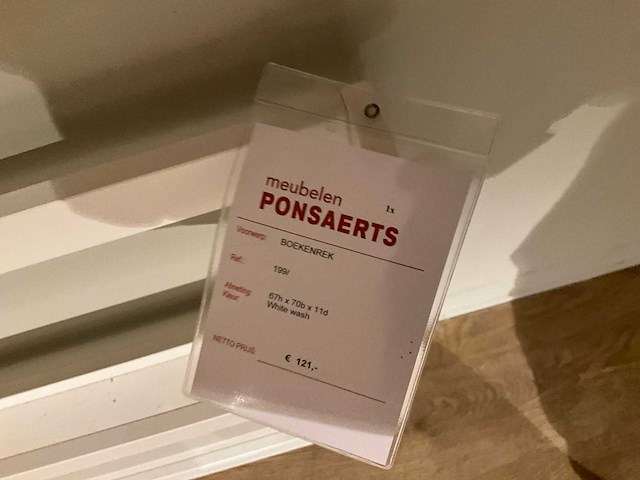 meubelen
1x
PONSAERTS
Voorwerp: BOEKENREK
Ref.: 199/
Afmeting: 67h x 70b x 11d
Kleur: White wash
NETTO PRIJS: € 121,-